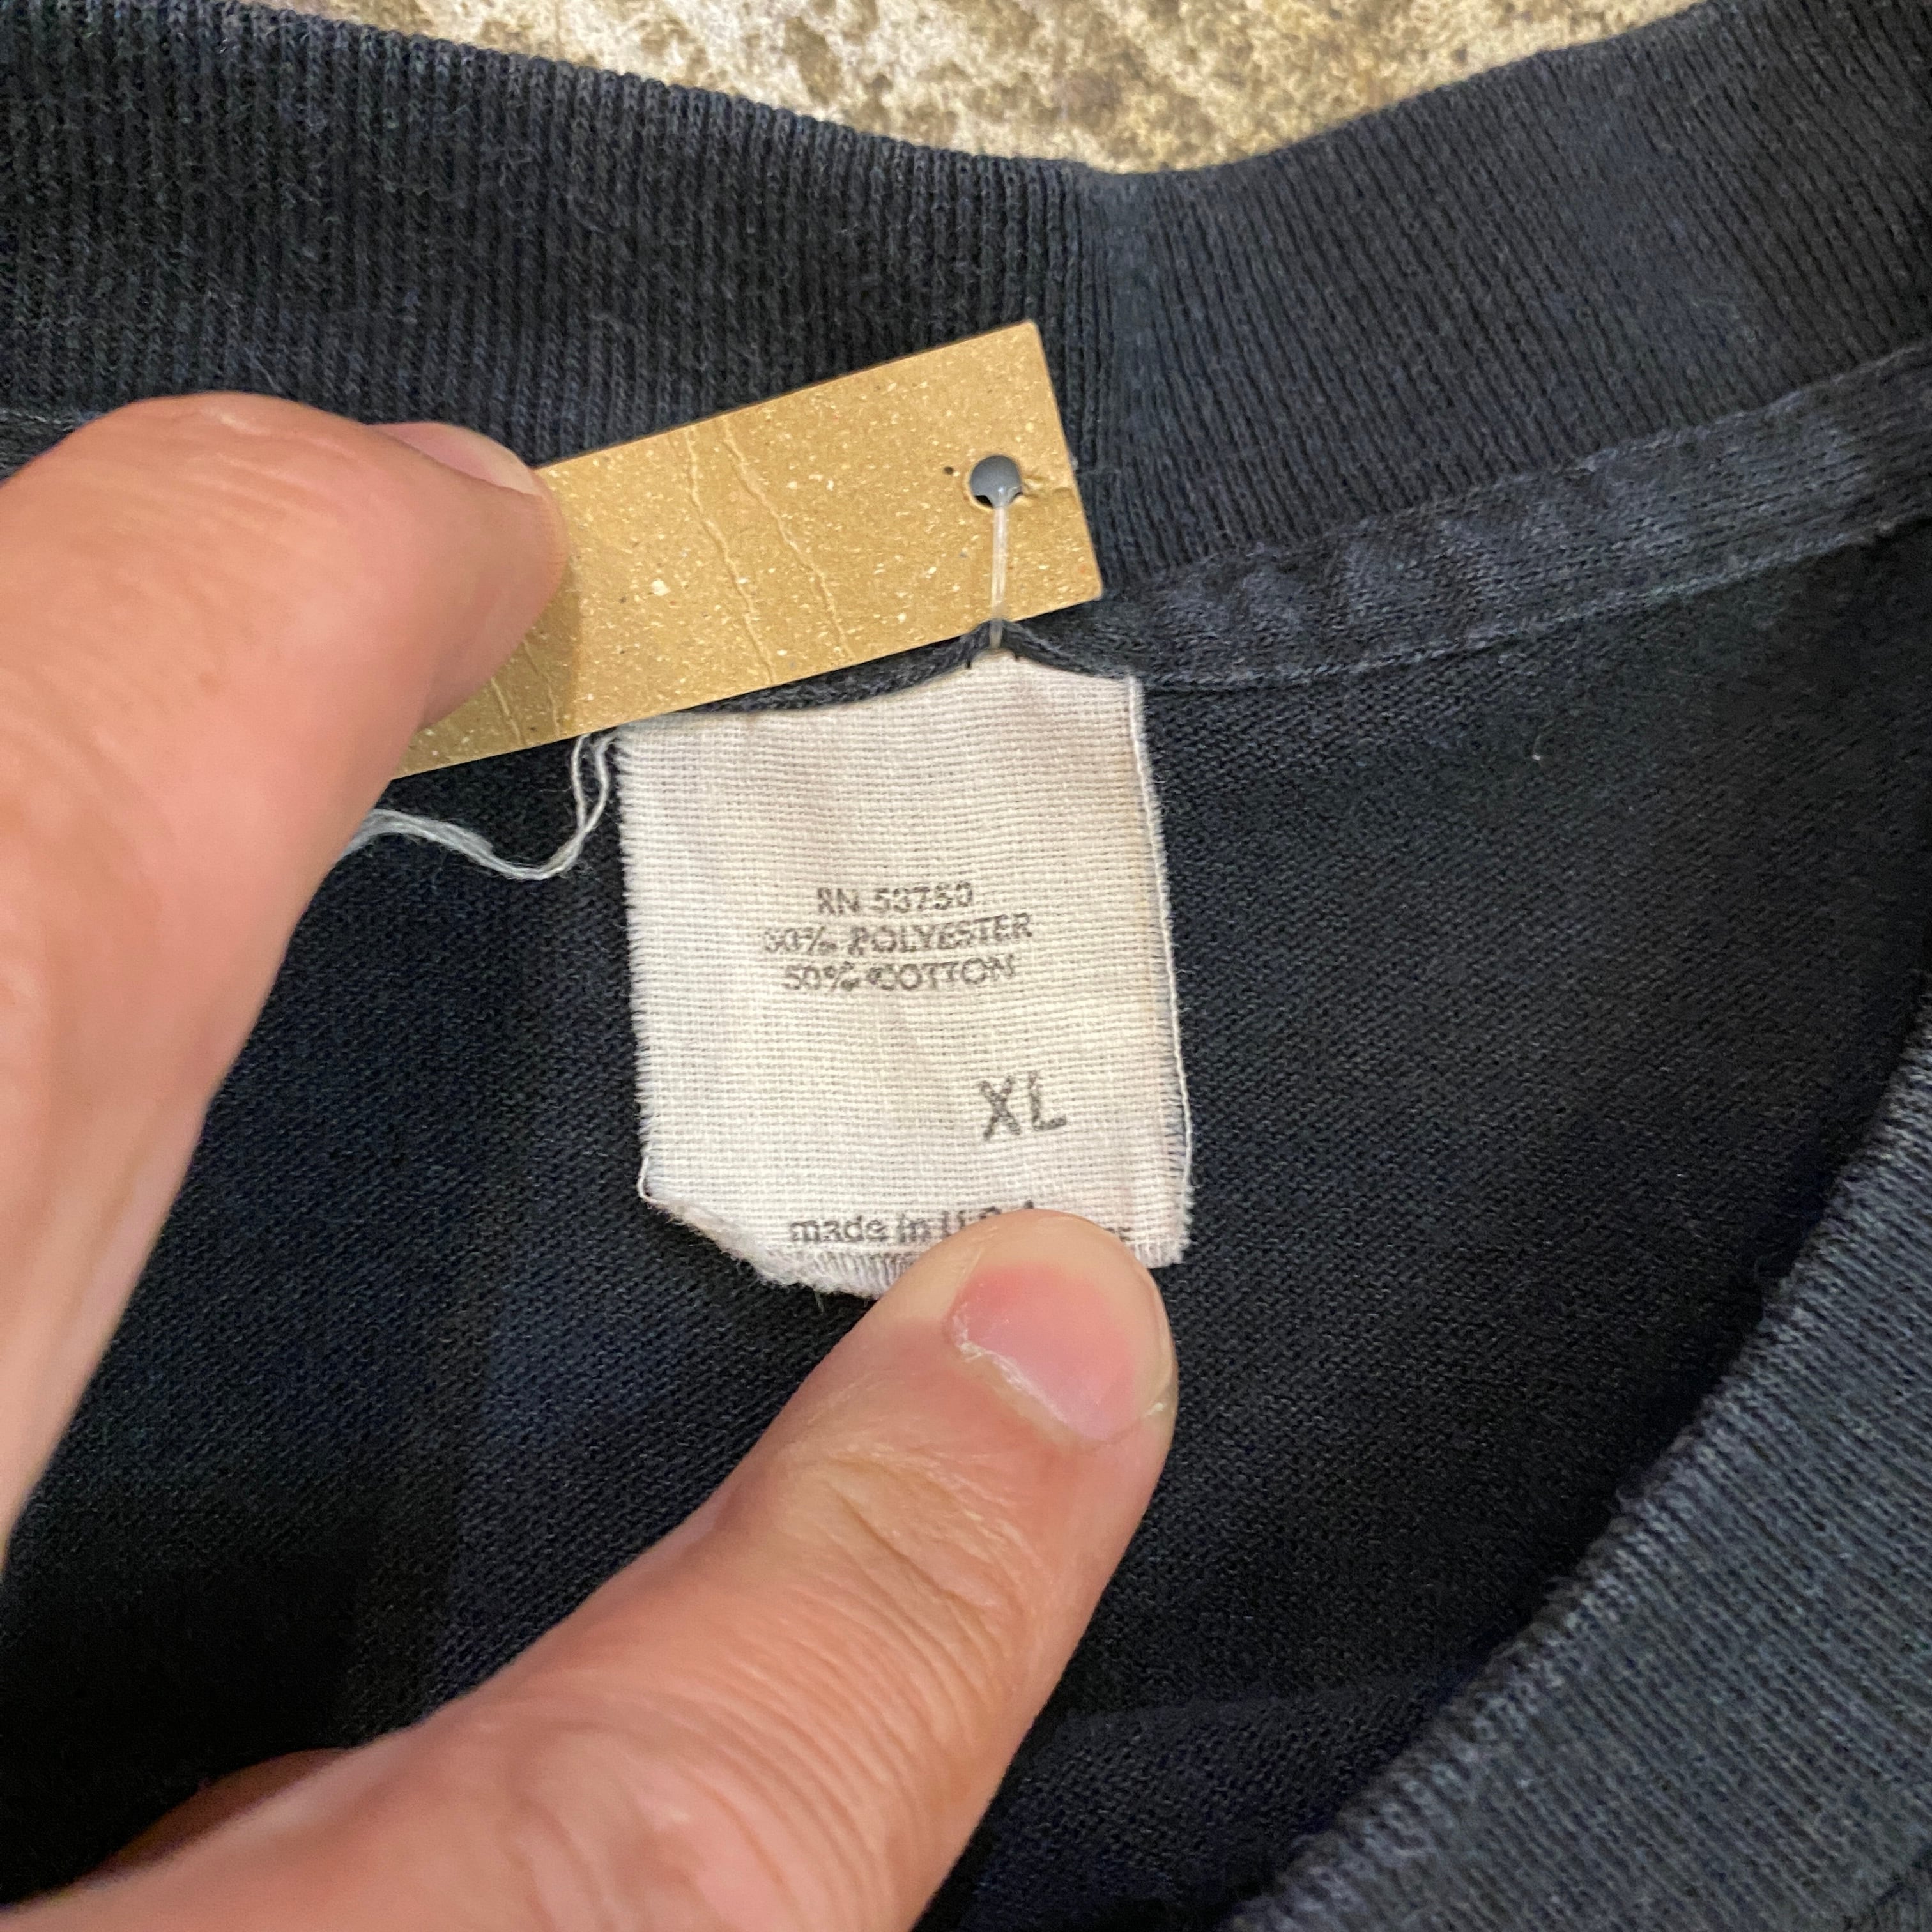 RN 53750
50% POLYESTER
50% COTTON
XL
made in U.S.A.